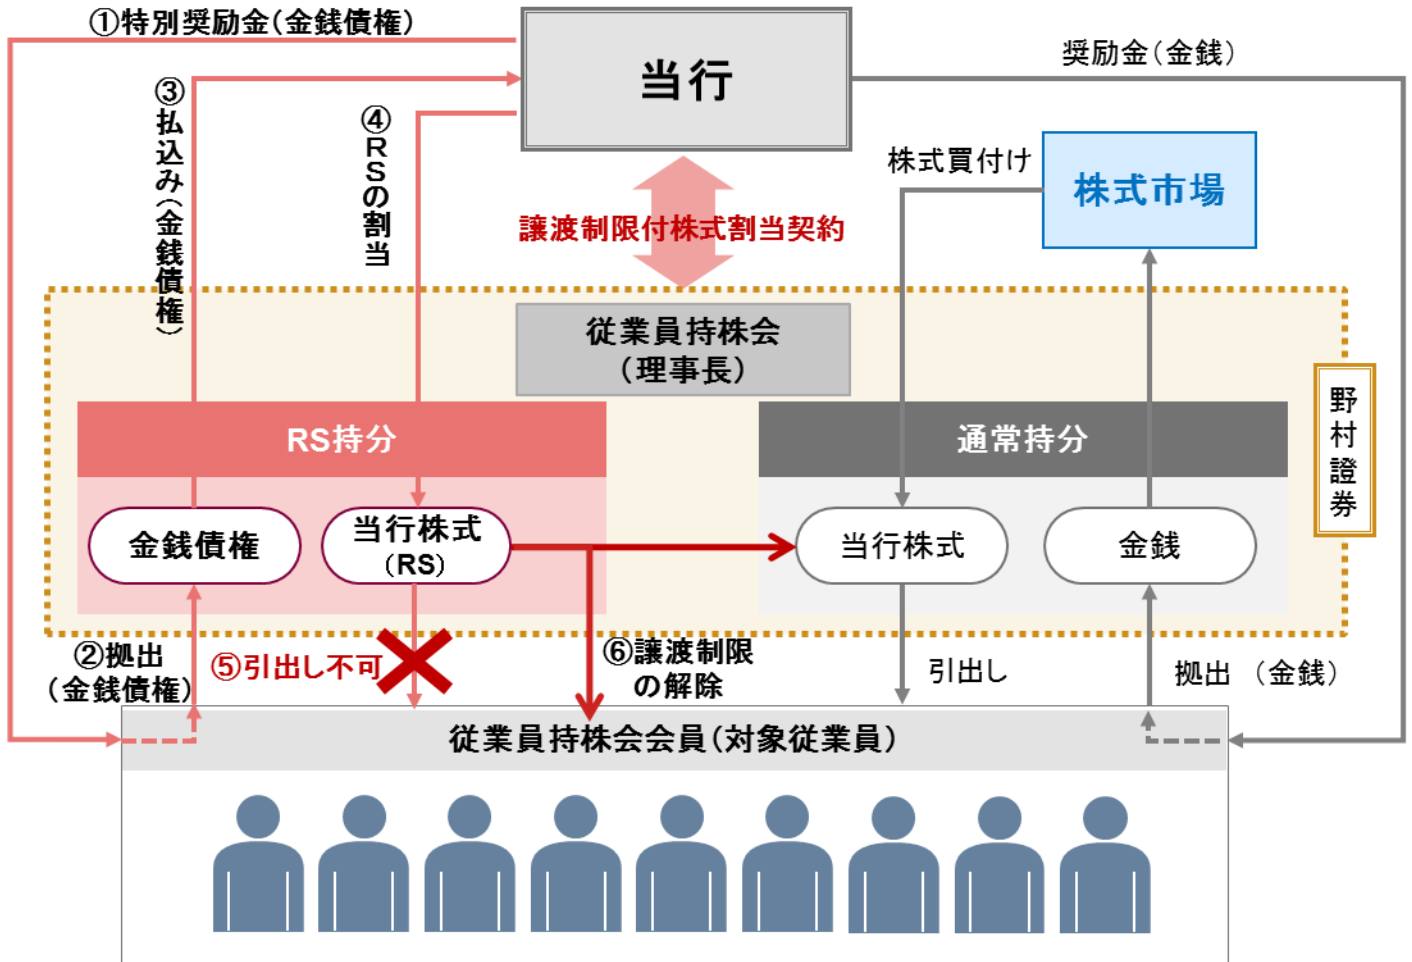 ①特別奨励金(金銭債権)
当行
奨励金(金銭)
③払込み(金銭債権)
④RSの割当
株式買付け
株式市場
譲渡制限付株式割当契約
従業員持株会
(理事長)
野村證券
RS持分
通常持分
金銭債権
当行株式
(RS)
当行株式
金銭
②拠出
(金銭債権)
⑤引出し不可
⑥譲渡制限
の解除
引出し
拠出 (金銭)
従業員持株会会員(対象従業員)